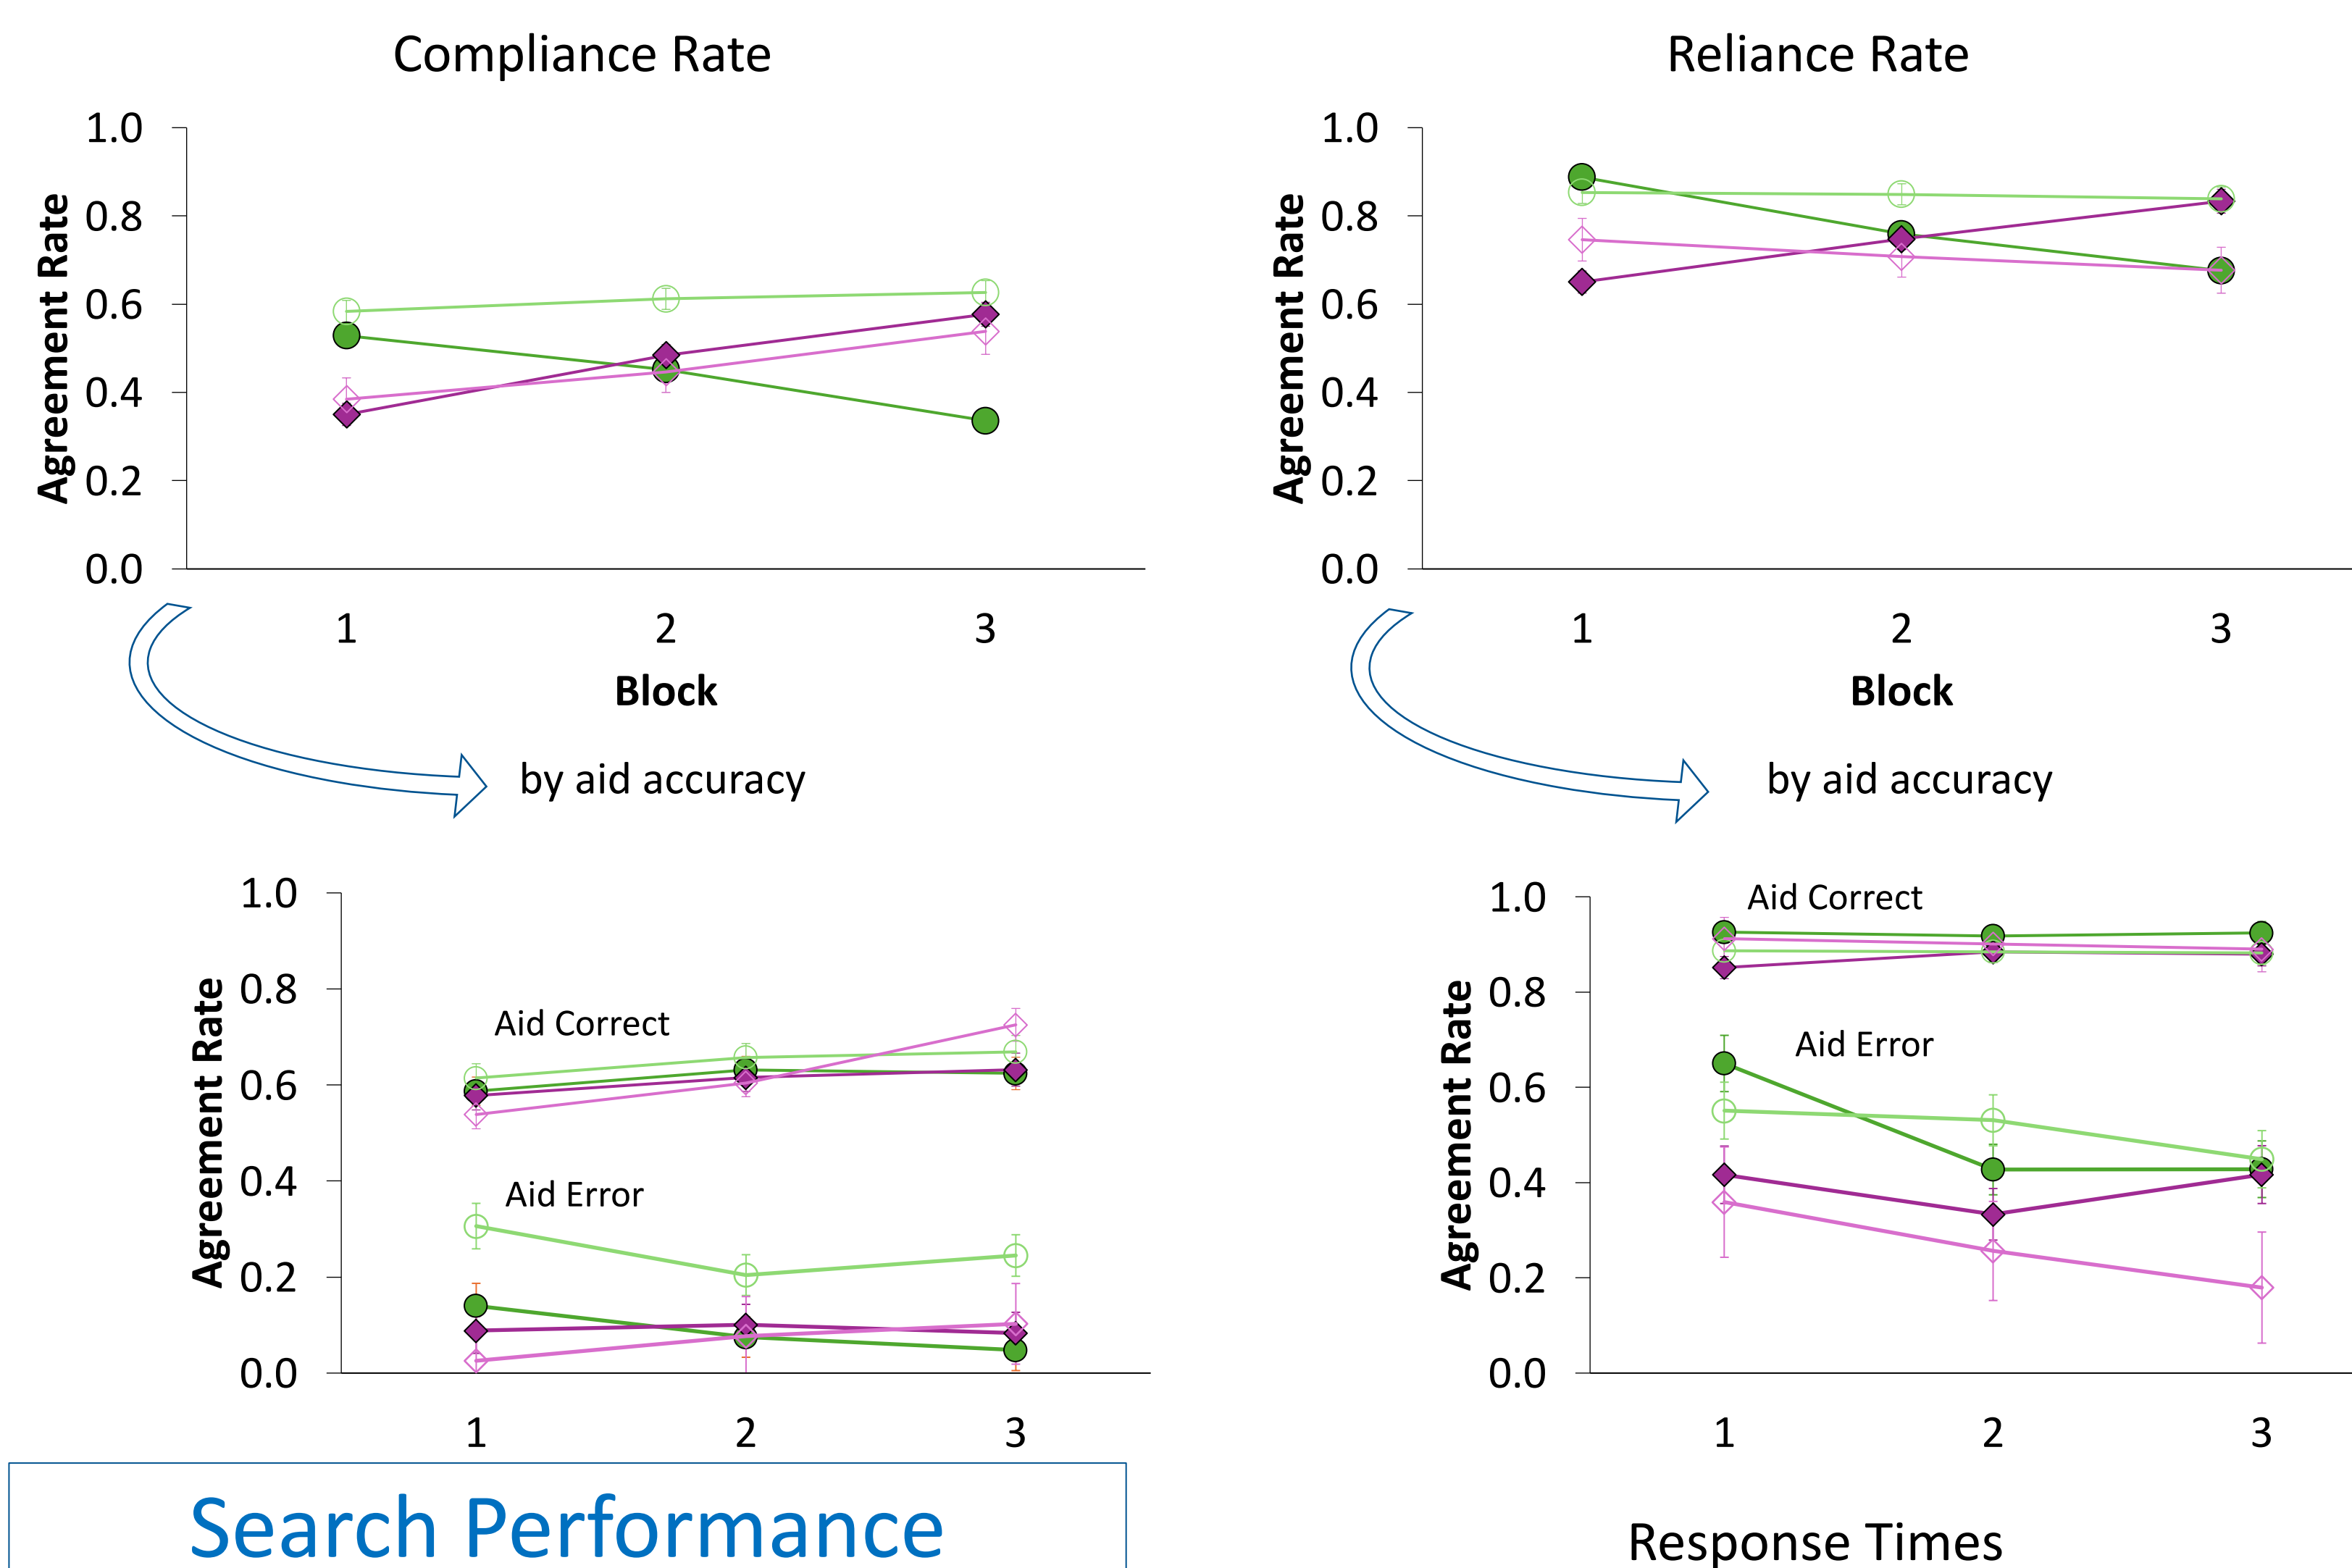 Compliance Rate
Agreement Rate
1.0
0.8
0.6
0.4
0.2
0.0
1 2 3
Block
by aid accuracy
Reliance Rate
Agreement Rate
1.0
0.8
0.6
0.4
0.2
0.0
1 2 3
Block
by aid accuracy
Agreement Rate
1.0
0.8
0.6
0.4
0.2
0.0
Aid Correct
Aid Error
1 2 3
Agreement Rate
1.0
0.8
0.6
0.4
0.2
0.0
Aid Correct
Aid Error
1 2 3
Search Performance
Response Times